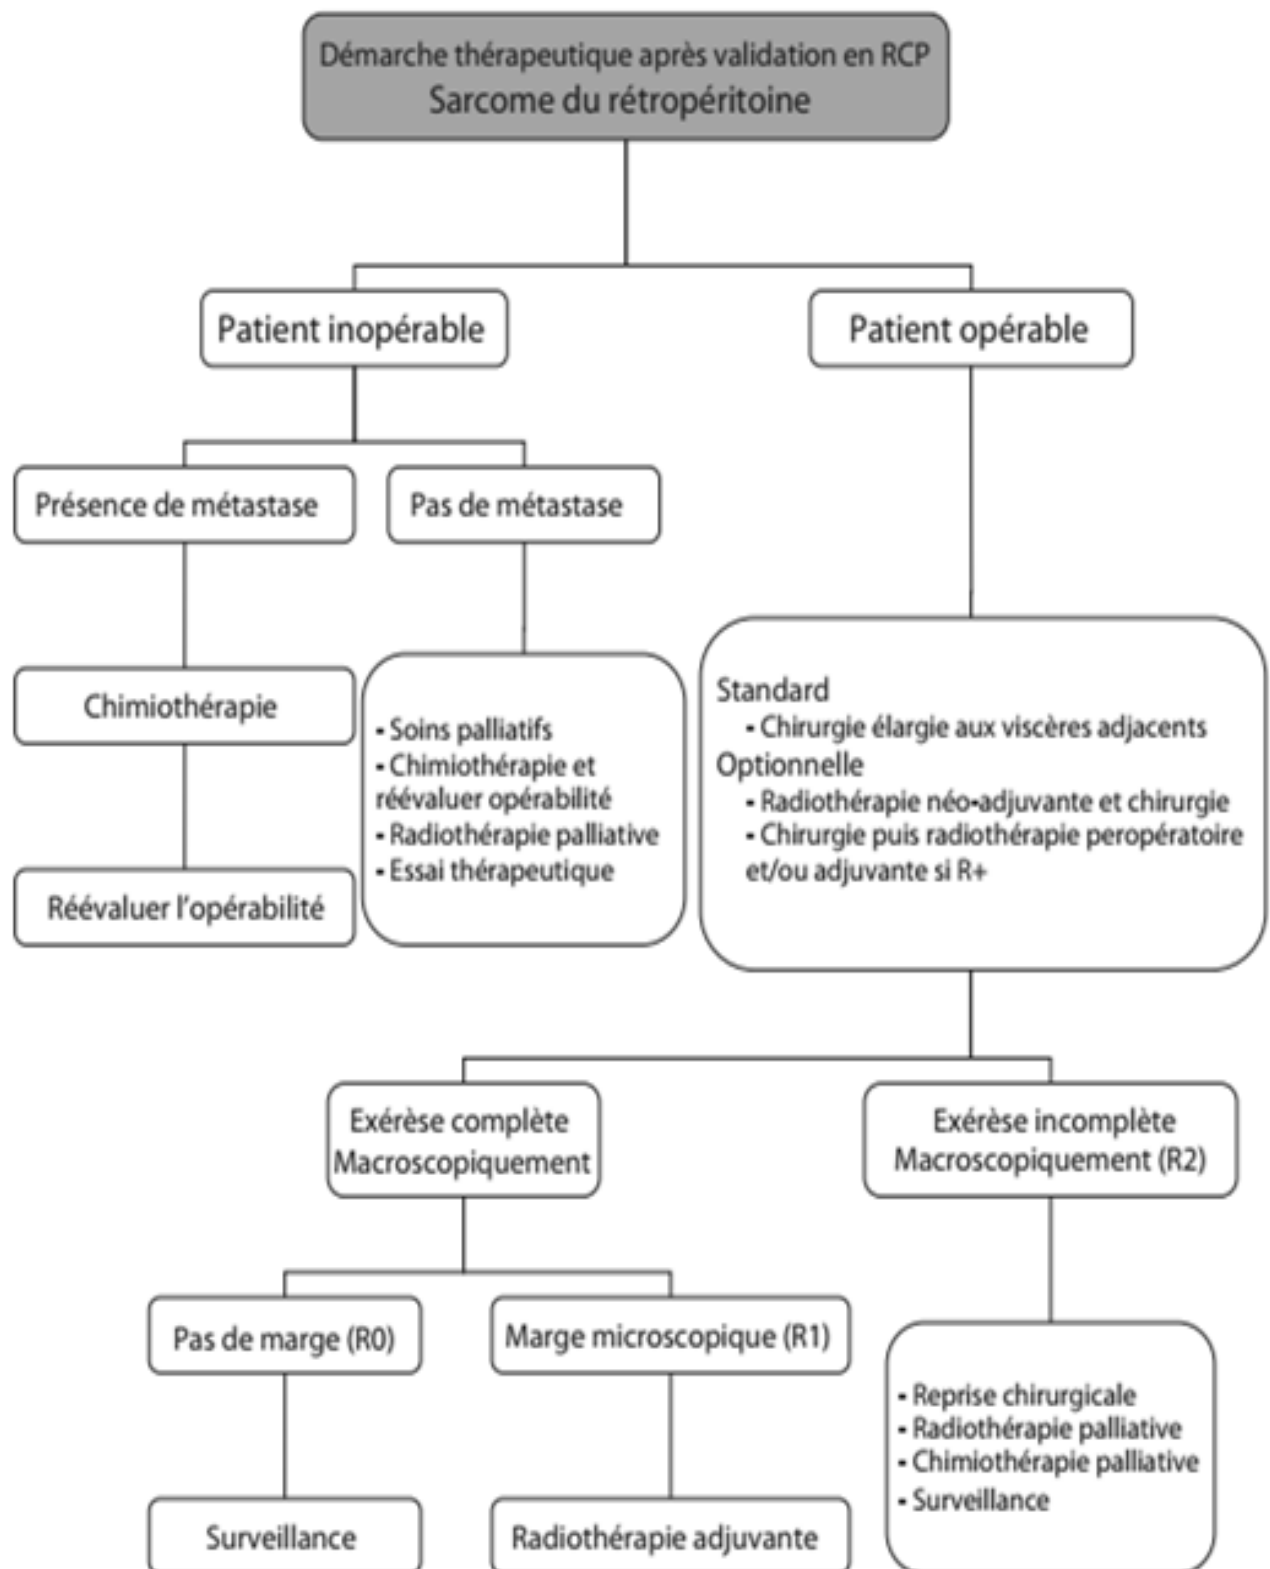 Démarche thérapeutique après validation en RCP
Sarcome du rétropéritoine
Patient inopérable
Patient opérable
Présence de métastase
Pas de métastase
Chimiothérapie
Réévaluer l'opérabilité
- Soins palliatifs
- Chimiothérapie et
réévaluer opérabilité
- Radiothérapie palliative
- Essai thérapeutique
Standard
- Chirurgie élargie aux viscères adjacents
Optionnelle
- Radiothérapie néo-adjuvante et chirurgie
- Chirurgie puis radiothérapie peropératoire
et/ou adjuvante si R+
Exérèse complète
Macroscopiquement
Exérèse incomplète
Macroscopiquement (R2)
Pas de marge (R0)
Marge microscopique (R1)
Surveillance
Radiothérapie adjuvante
- Reprise chirurgicale
- Radiothérapie palliative
- Chimiothérapie palliative
- Surveillance